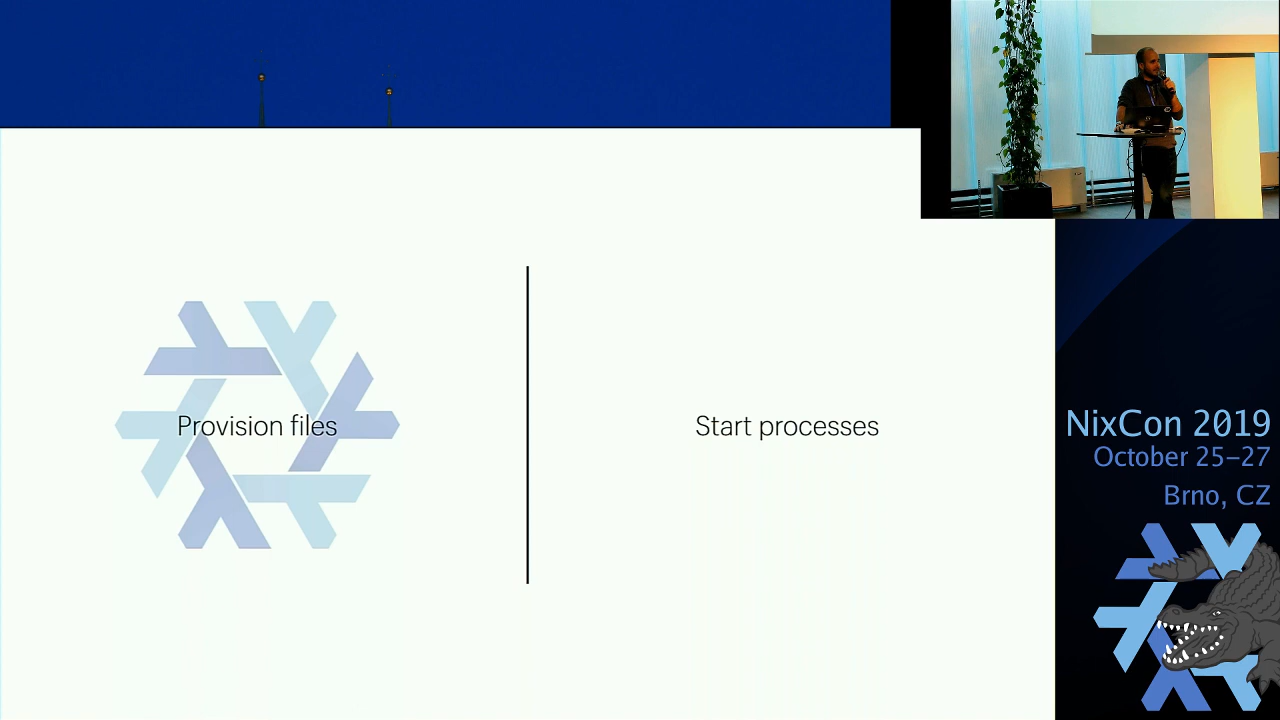 Provision files
Start processes
NixCon 2019
October 25–27
Brno, CZ